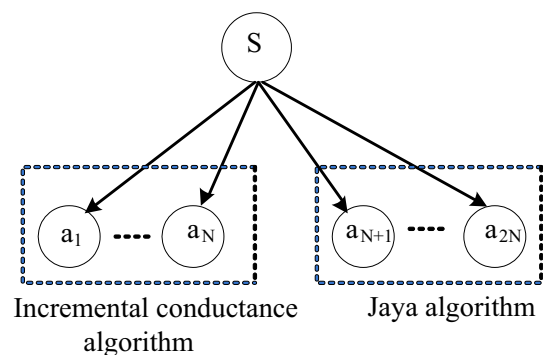 S
a1 aN aN+1 a2N
Incremental conductance Jaya algorithm
algorithm